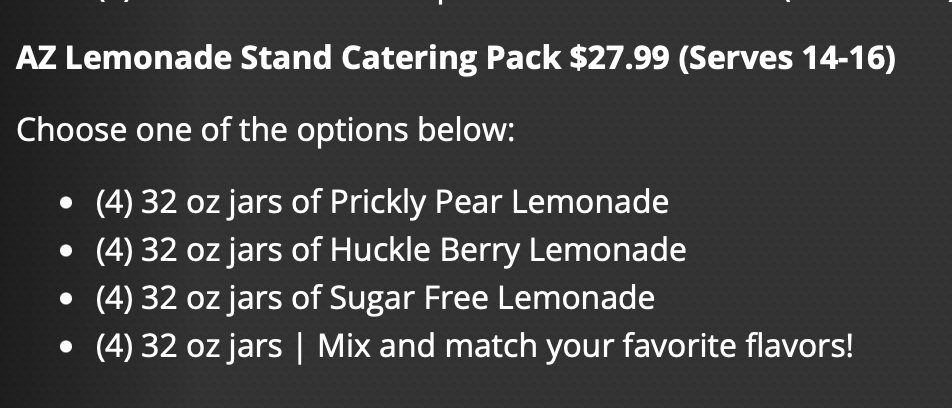 AZ Lemonade Stand Catering Pack $27.99 (Serves 14-16)
Choose one of the options below:
• (4) 32 oz jars of Prickly Pear Lemonade
• (4) 32 oz jars of Huckle Berry Lemonade
• (4) 32 oz jars of Sugar Free Lemonade
• (4) 32 oz jars | Mix and match your favorite flavors!